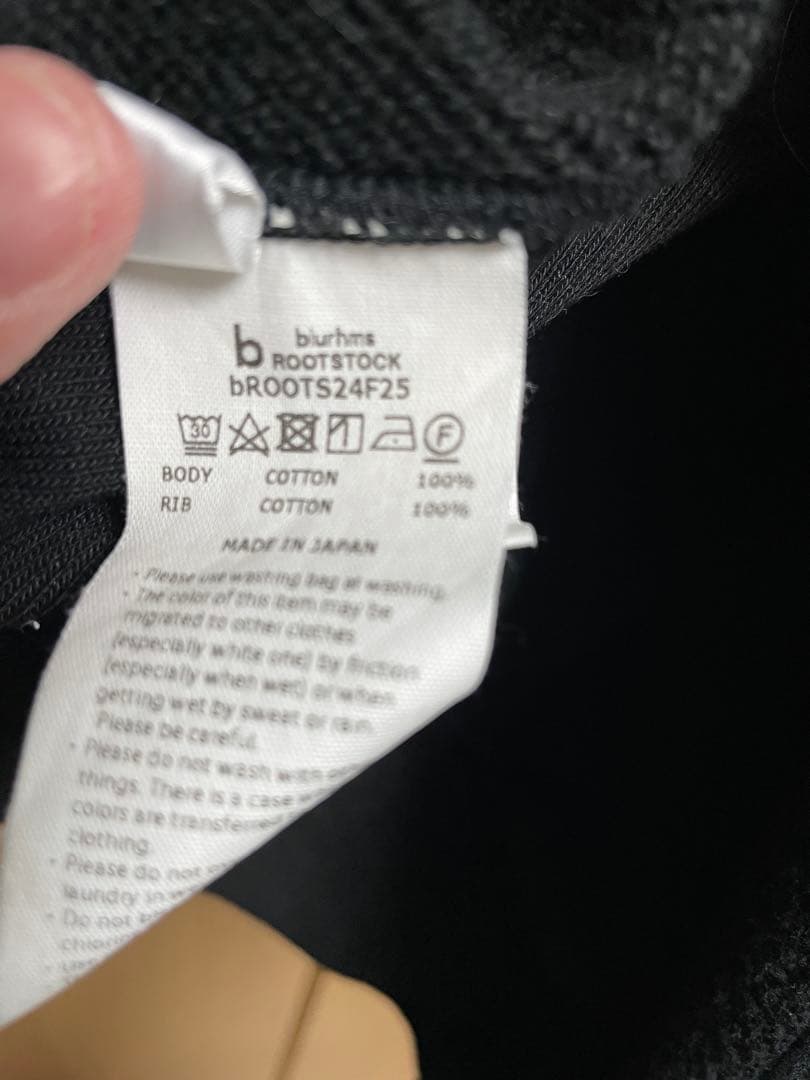 b blurhms
ROOTSTOCK
bROOTS24F25
30 F
BODY COTTON 100%
RIB COTTON 100%
MADE IN JAPAN
· Please use washing bag at washing.
· The color of this item may be
migrated to other clothes
(especially white one) by friction
(especially when wet) or when
getting wet by sweet or rain.
Please be careful.
· Please do not wash with
things. There is a case
colors are transferred
clothing.
· Please do not
laundry
· Do not